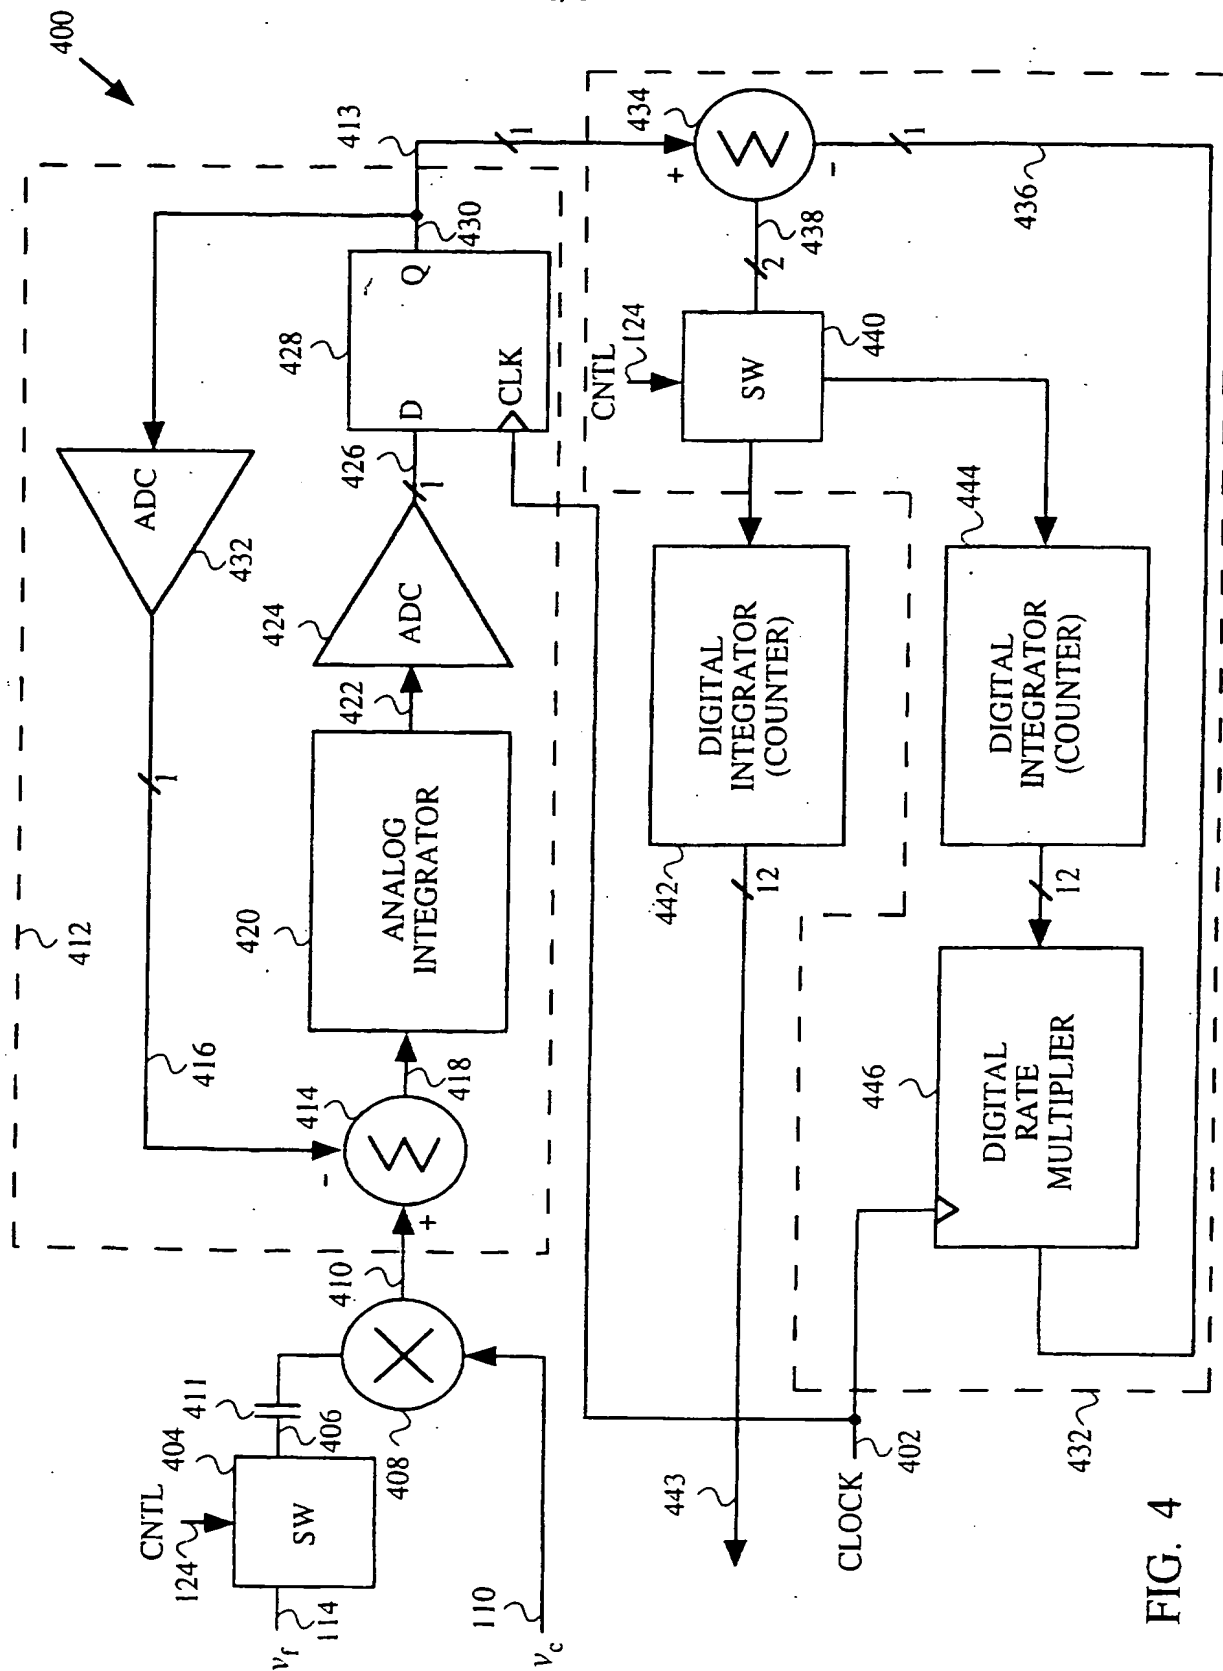 400
412
413
ADC
432
1
416
428
D
Q
CLK
430
426
1
424
ADC
422
420
ANALOG
INTEGRATOR
418
414
-
+
410
411
406
404
408
CNTL
124
SW
v_f
114
v_c
110
1
434
Σ
+
-
1
436
438
2
CNTL
124
SW
440
DIGITAL
INTEGRATOR
(COUNTER)
442
12
443
444
DIGITAL
INTEGRATOR
(COUNTER)
12
446
DIGITAL
RATE
MULTIPLIER
CLOCK
402
432
Σ
FIG. 4